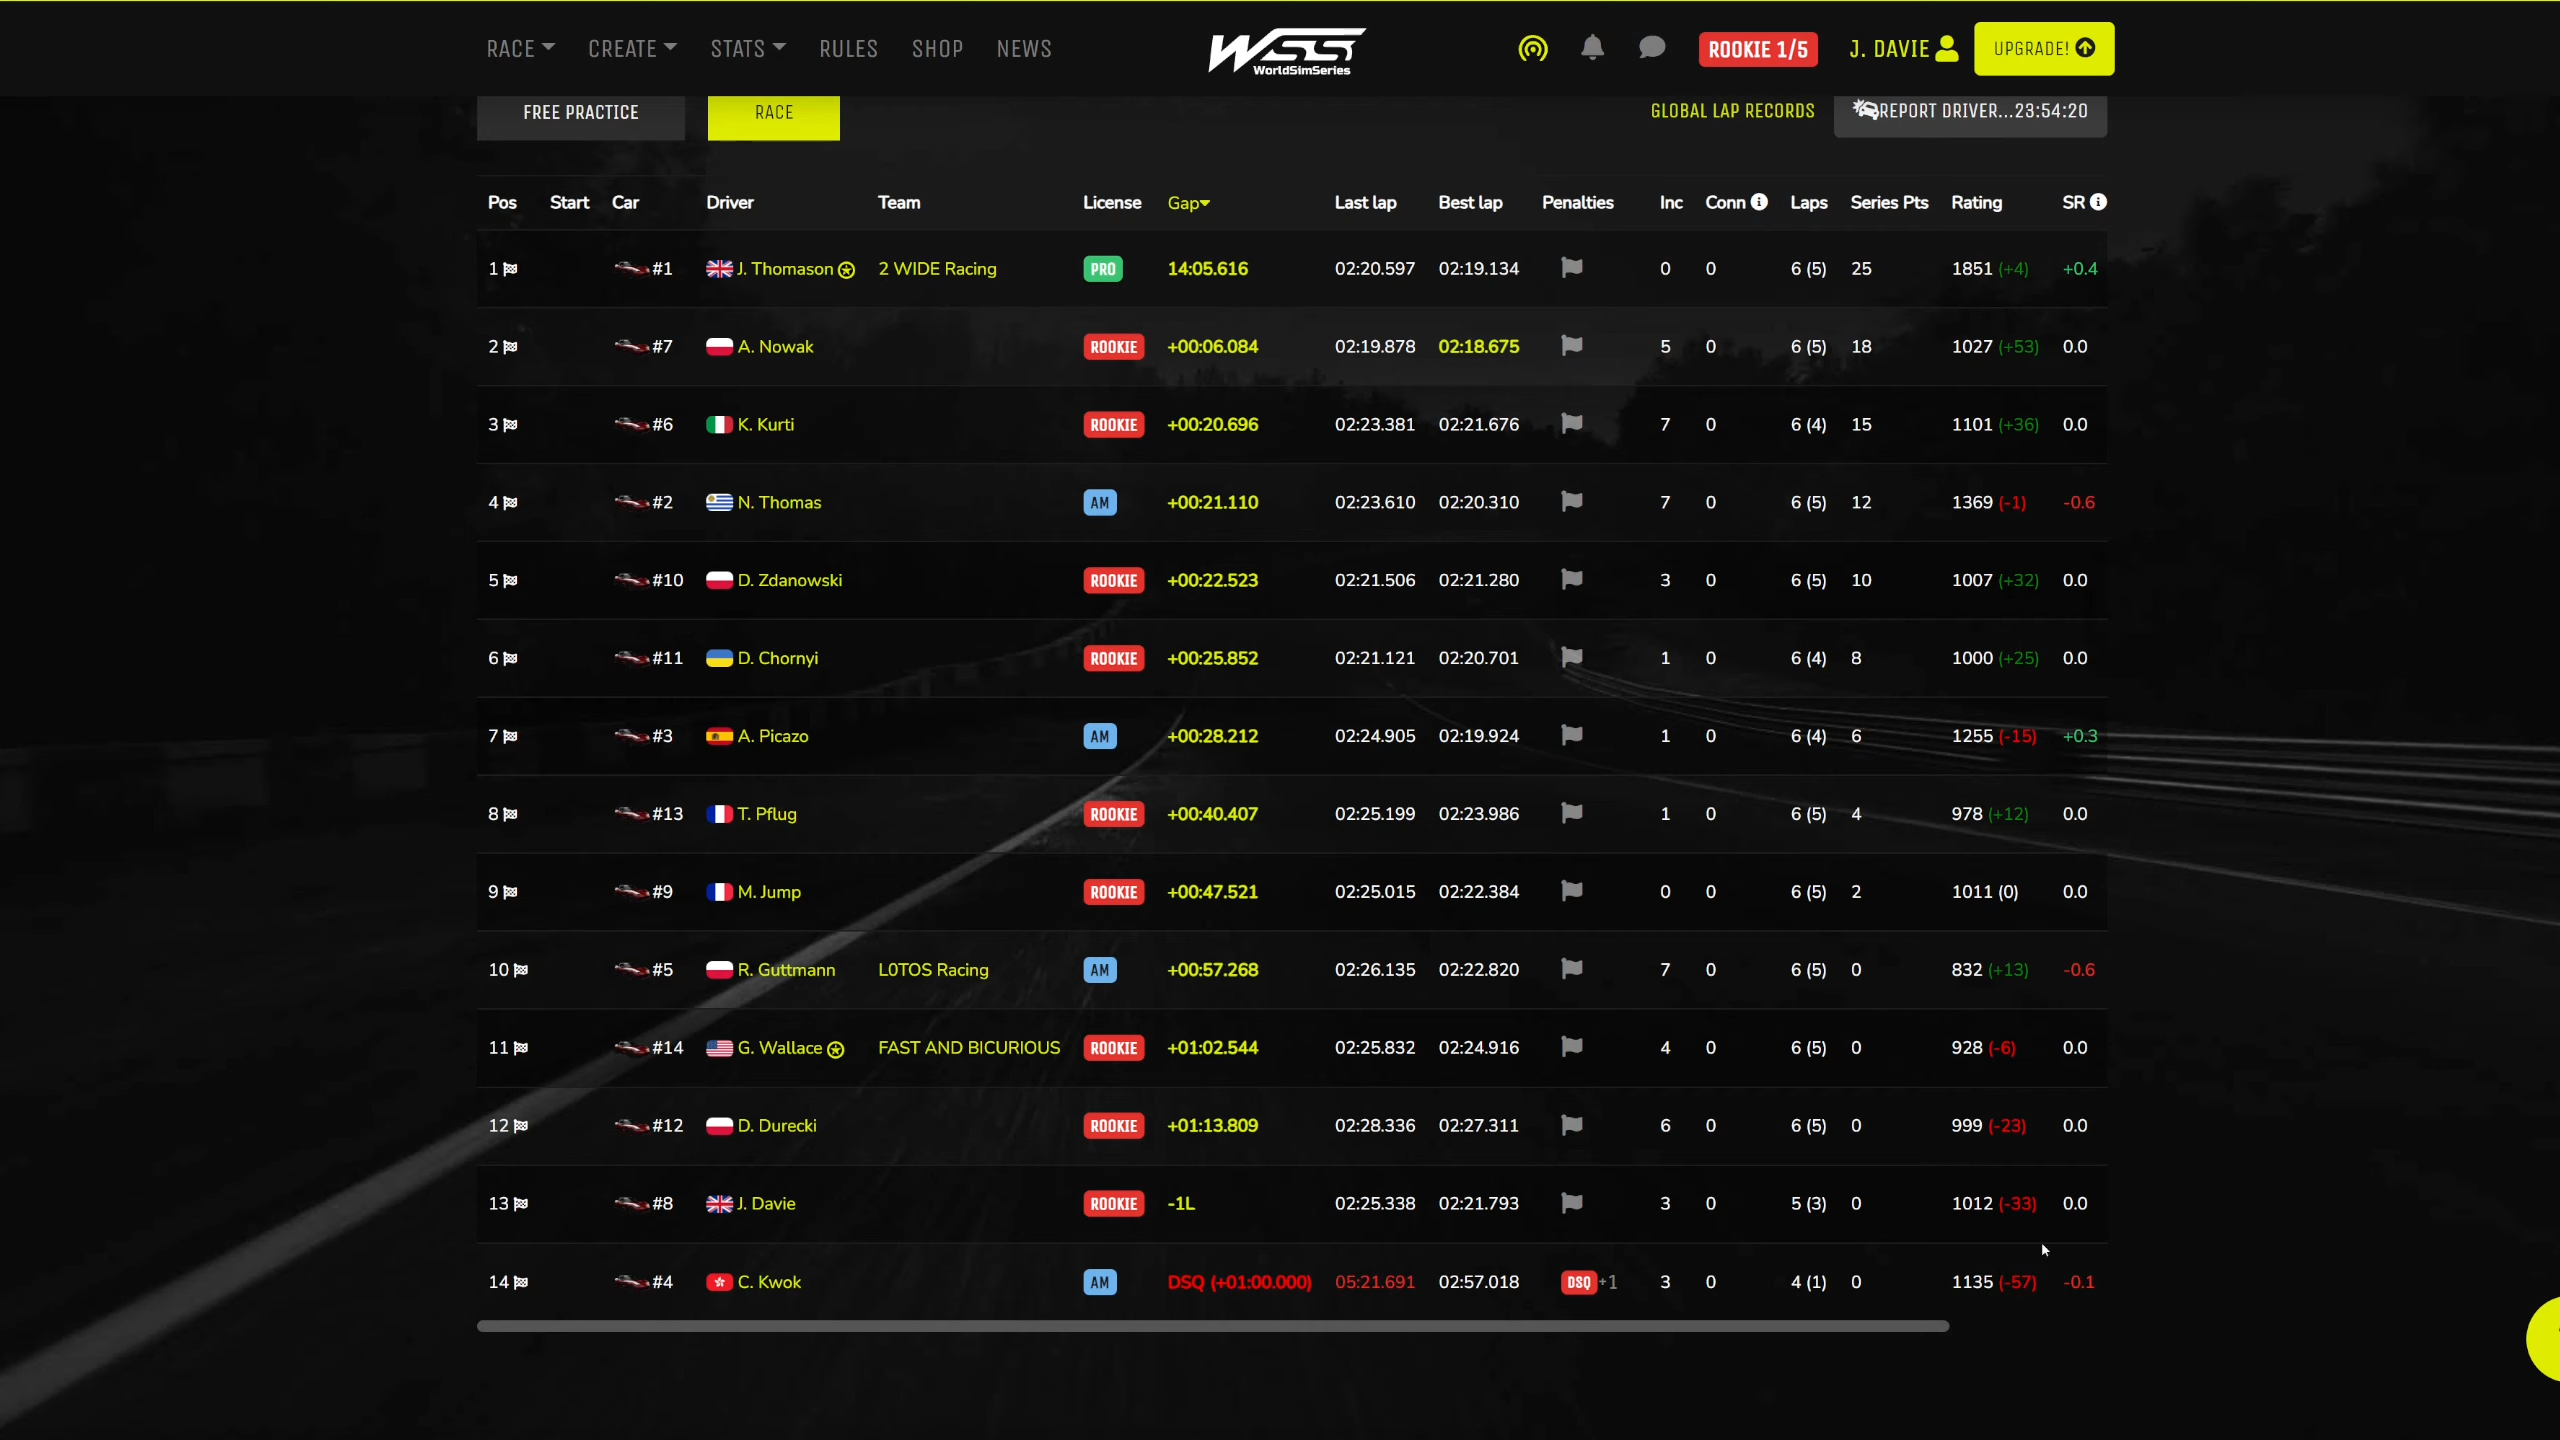 RACE CREATE STATS RULES SHOP NEWS WSS WorldSimSeries ROOKIE 1/5 J. DAVIE UPGRADE!
FREE PRACTICE RACE GLOBAL LAP RECORDS REPORT DRIVER...23:54:20
Pos Start Car Driver Team License Gap Last lap Best lap Penalties Inc Conn Laps Series Pts Rating SR
1 #1 J. Thomason 2 WIDE Racing PRO 14:05.616 02:20.597 02:19.134 0 0 6 (5) 25 1851 (+4) +0.4
2 #7 A. Nowak ROOKIE +00:06.084 02:19.878 02:18.675 5 0 6 (5) 18 1027 (+53) 0.0
3 #6 K. Kurti ROOKIE +00:20.696 02:23.381 02:21.676 7 0 6 (4) 15 1101 (+36) 0.0
4 #2 N. Thomas AM +00:21.110 02:23.610 02:20.310 7 0 6 (5) 12 1369 (-1) -0.6
5 #10 D. Zdanowski ROOKIE +00:22.523 02:21.506 02:21.280 3 0 6 (5) 10 1007 (+32) 0.0
6 #11 D. Chornyi ROOKIE +00:25.852 02:21.121 02:20.701 1 0 6 (4) 8 1000 (+25) 0.0
7 #3 A. Picazo AM +00:28.212 02:24.905 02:19.924 1 0 6 (4) 6 1255 (-15) +0.3
8 #13 T. Pflug ROOKIE +00:40.407 02:25.199 02:23.986 1 0 6 (5) 4 978 (+12) 0.0
9 #9 M. Jump ROOKIE +00:47.521 02:25.015 02:22.384 0 0 6 (5) 2 1011 (0) 0.0
10 #5 R. Guttmann L0TOS Racing AM +00:57.268 02:26.135 02:22.820 7 0 6 (5) 0 832 (+13) -0.6
11 #14 G. Wallace FAST AND BICURIOUS ROOKIE +01:02.544 02:25.832 02:24.916 4 0 6 (5) 0 928 (-6) 0.0
12 #12 D. Durecki ROOKIE +01:13.809 02:28.336 02:27.311 6 0 6 (5) 0 999 (-23) 0.0
13 #8 J. Davie ROOKIE -1L 02:25.338 02:21.793 3 0 5 (3) 0 1012 (-33) 0.0
14 #4 C. Kwok AM DSQ (+01:00.000) 05:21.691 02:57.018 DSQ +1 3 0 4 (1) 0 1135 (-57) -0.1